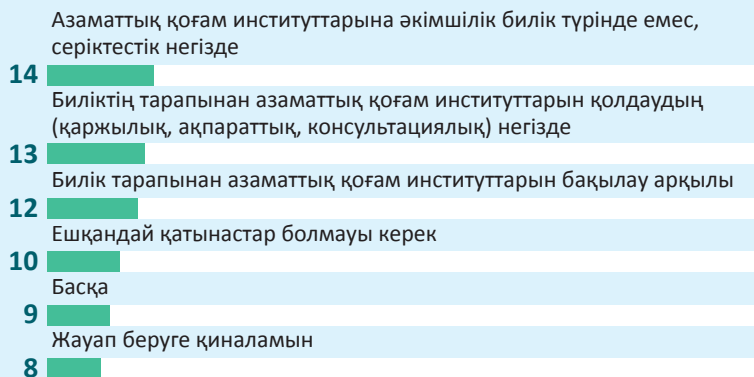 Азаматтық қоғам институттарына әкімшілік билік түрінде емес,
серіктестік негізде
14
Биліктің тарапынан азаматтық қоғам институттарын қолдаудың
(қаржылық, ақпараттық, консультациялық) негізде
13
Билік тарапынан азаматтық қоғам институттарын бақылау арқылы
12
Ешқандай қатынастар болмауы керек
10
Басқа
9
Жауап беруге қиналамын
8